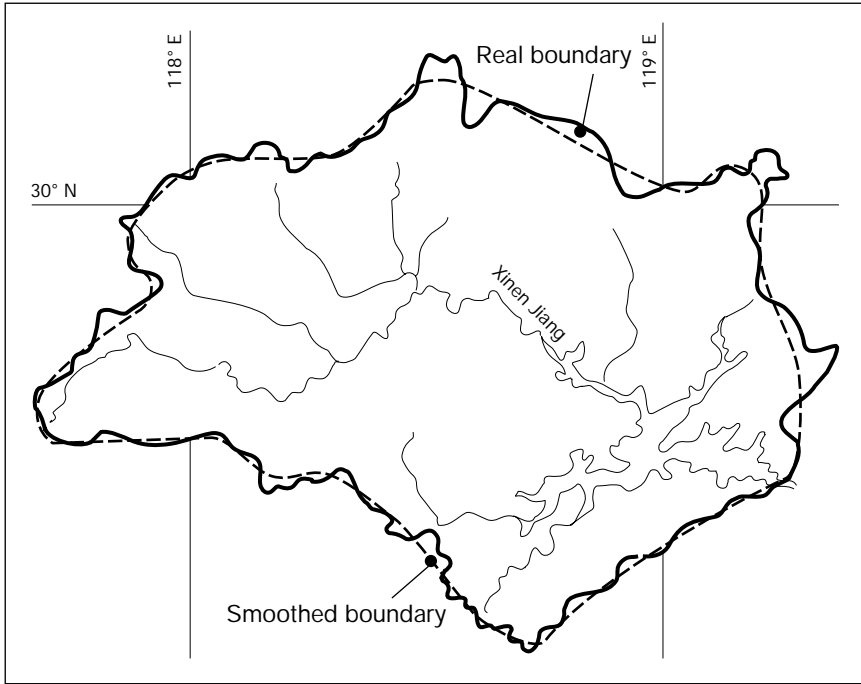 118° E
119° E
Real boundary
30° N
Xinen Jiang
Smoothed boundary